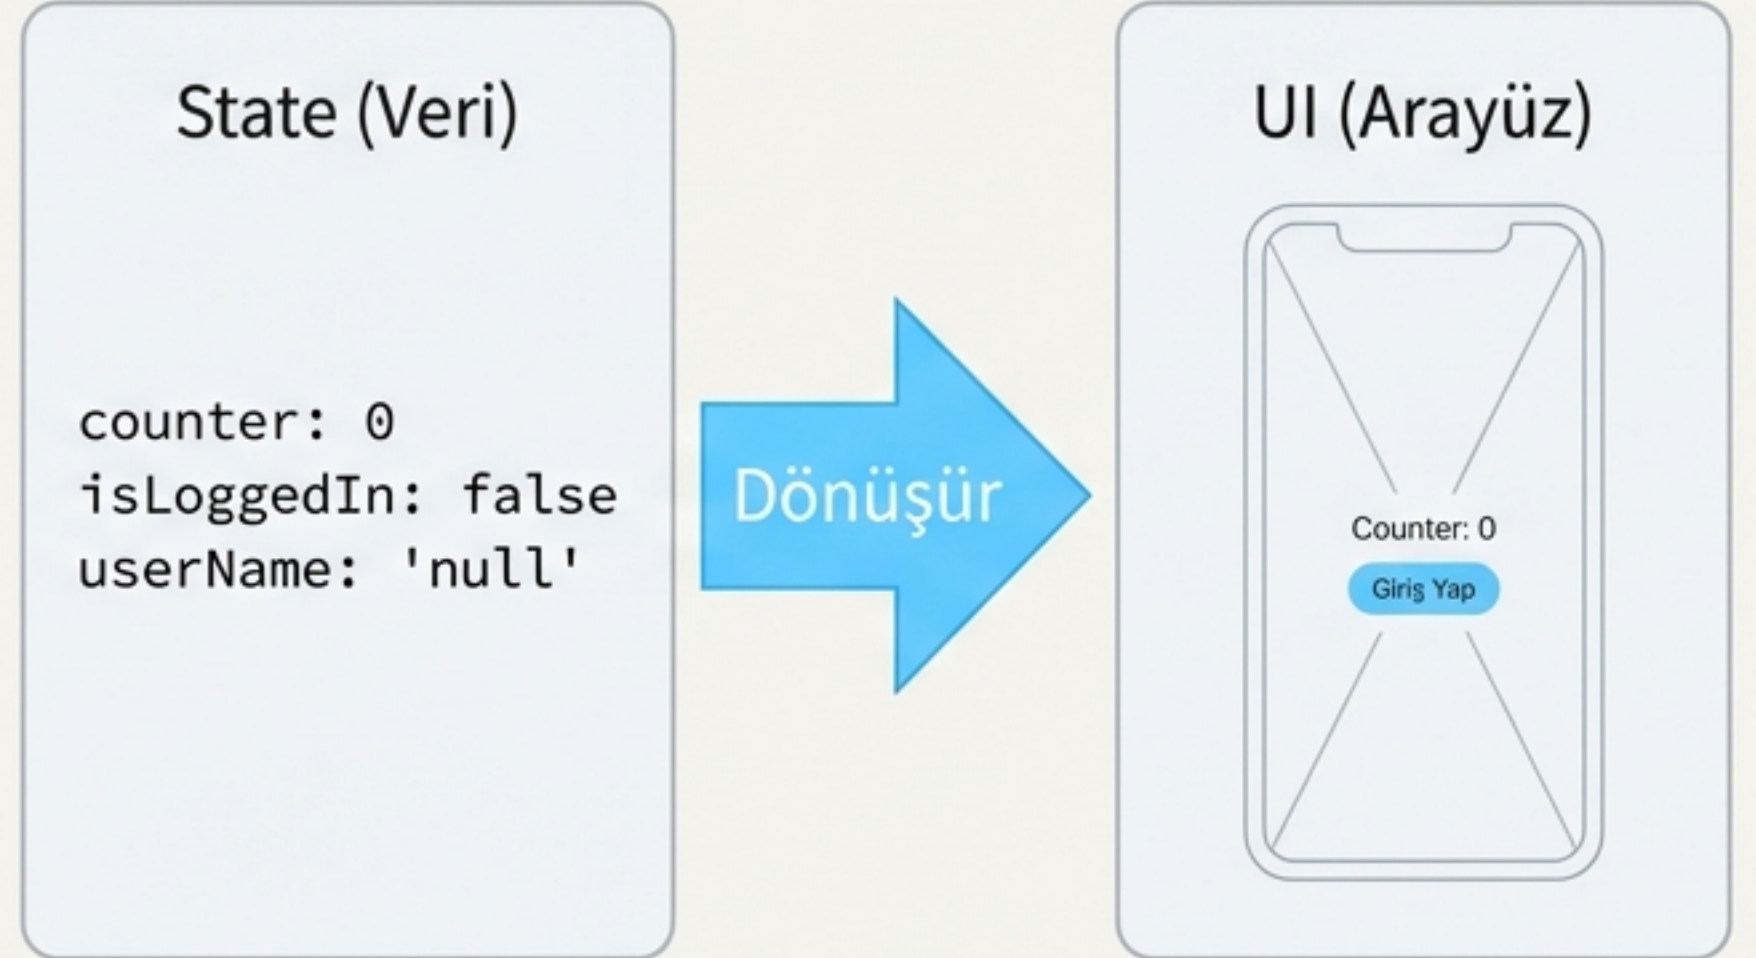 State (Veri)
counter: 0
isLoggedIn: false
userName: 'null'
Dönüşür
UI (Arayüz)
Counter: 0
Giriş Yap